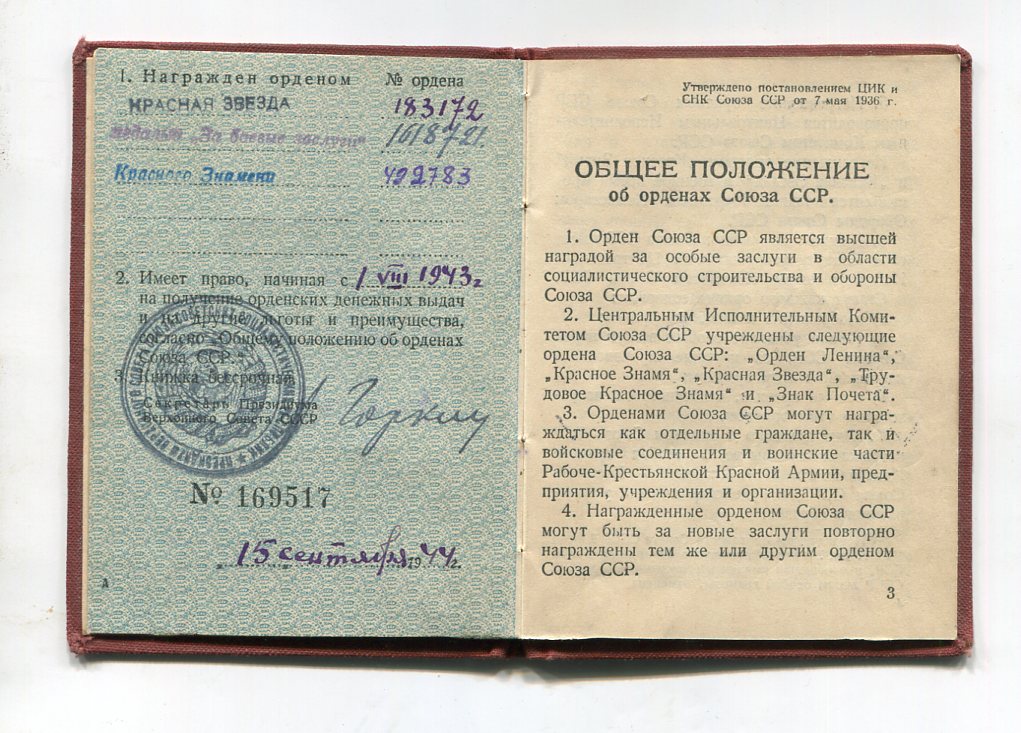 1. Награжден орденом № ордена
КРАСНАЯ ЗВЕЗДА 183172
медалью „За боевые заслуги“ 1618721.
Красного Знамени 492783
2. Имеет право, начиная с 1 VIII 1943 г
на получение орденских денежных выдач
и на другие льготы и преимущества,
согласно „Общему положению об орденах
Союза ССР“.
3. Книжка бессрочная.
Секретарь Президиума
Верховного Совета СССР
Горкин
№ 169517
„15 сентября 1944 г.
А
Утверждено постановлением ЦИК и
СНК Союза ССР от 7 мая 1936 г.
ОБЩЕЕ ПОЛОЖЕНИЕ
об орденах Союза ССР.
1. Орден Союза ССР является высшей
наградой за особые заслуги в области
социалистического строительства и обороны
Союза ССР.
2. Центральным Исполнительным Коми-
тетом Союза ССР учреждены следующие
ордена Союза ССР: „Орден Ленина“,
„Красное Знамя“, „Красная Звезда“, „Тру-
довое Красное Знамя“ и „Знак Почета“.
3. Орденами Союза ССР могут награ-
ждаться как отдельные граждане, так и
войсковые соединения и воинские части
Рабоче-Крестьянской Красной Армии, пред-
приятия, учреждения и организации.
4. Награжденные орденом Союза ССР
могут быть за новые заслуги повторно
награждены тем же или другим орденом
Союза ССР.
3